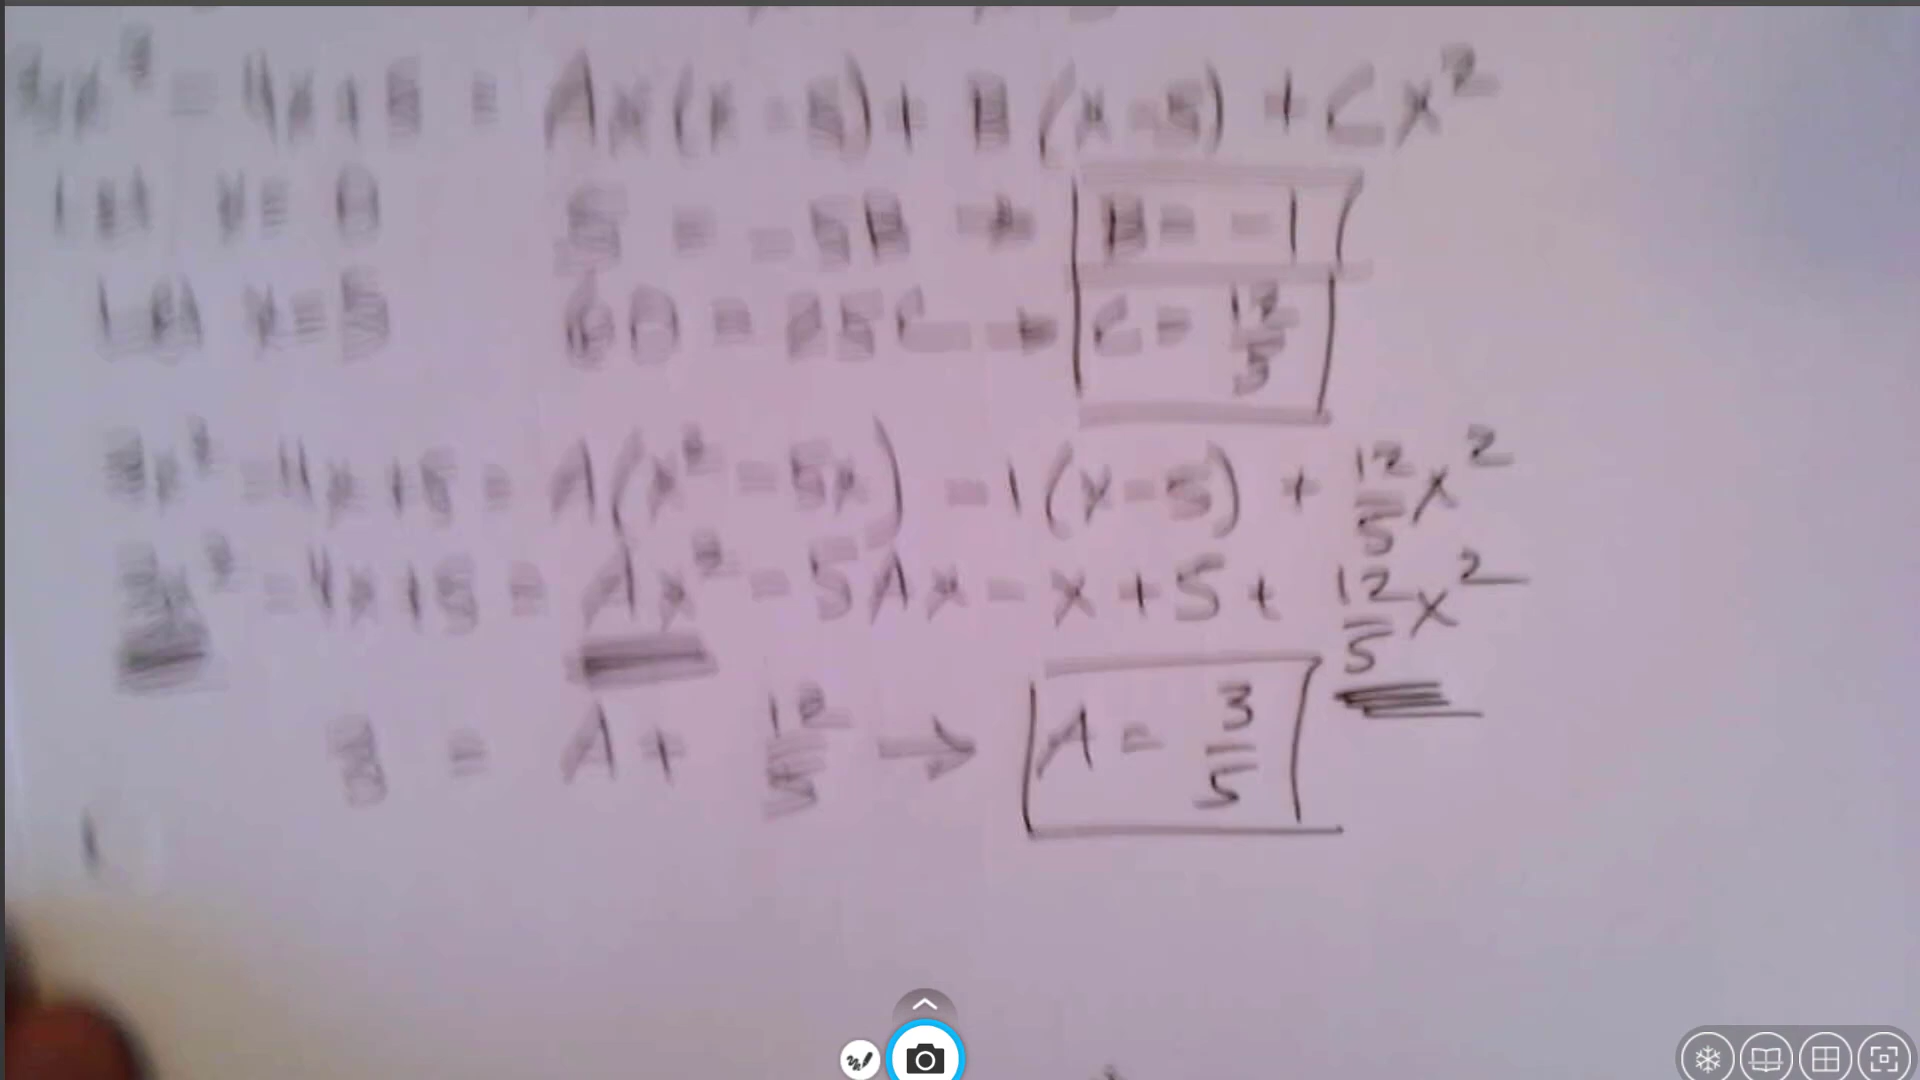 3x² - 4x + 5 = Ax(x - 5) + B(x - 5) + Cx²
Let x = 0 5 = -5B → B = -1
Let x = 5 60 = 25C → C = 12/5
3x² - 4x + 5 = A(x² - 5x) - 1(x - 5) + 12/5 x²
3x² - 4x + 5 = Ax² - 5Ax - x + 5 + 12/5 x²
3 = A + 12/5 → A = 3/5